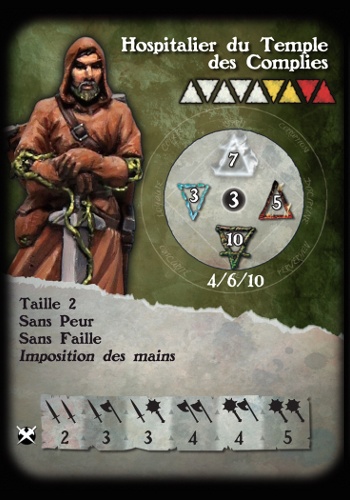 Hospitalier du Temple
des Complies
7
3 3 5
10
4/6/10
Taille 2
Sans Peur
Sans Faille
Imposition des mains
2 3 3 4 4 5